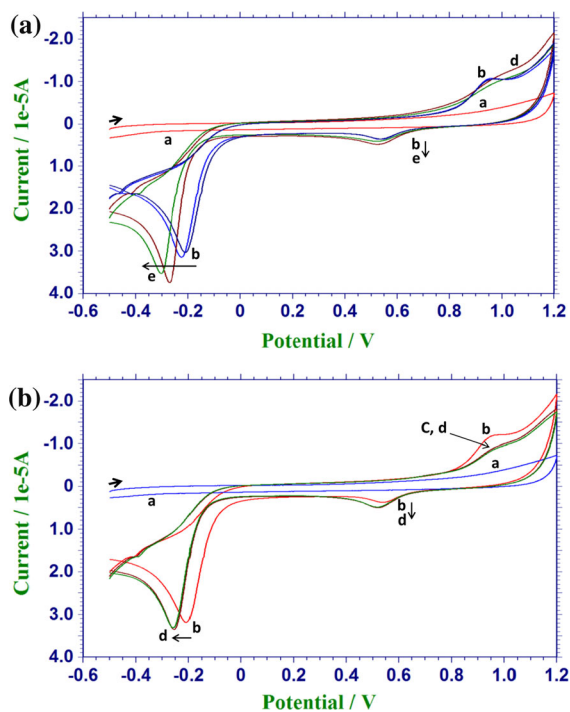 (a)
Current / 1e-5A
-2.0
-1.0
0
1.0
2.0
3.0
4.0
b
d
a
a
b
e
b
e
-0.6 -0.4 -0.2 0 0.2 0.4 0.6 0.8 1.0 1.2
Potential / V
(b)
Current / 1e-5A
-2.0
-1.0
0
1.0
2.0
3.0
4.0
C, d
b
a
a
b
d
d
b
-0.6 -0.4 -0.2 0 0.2 0.4 0.6 0.8 1.0 1.2
Potential / V